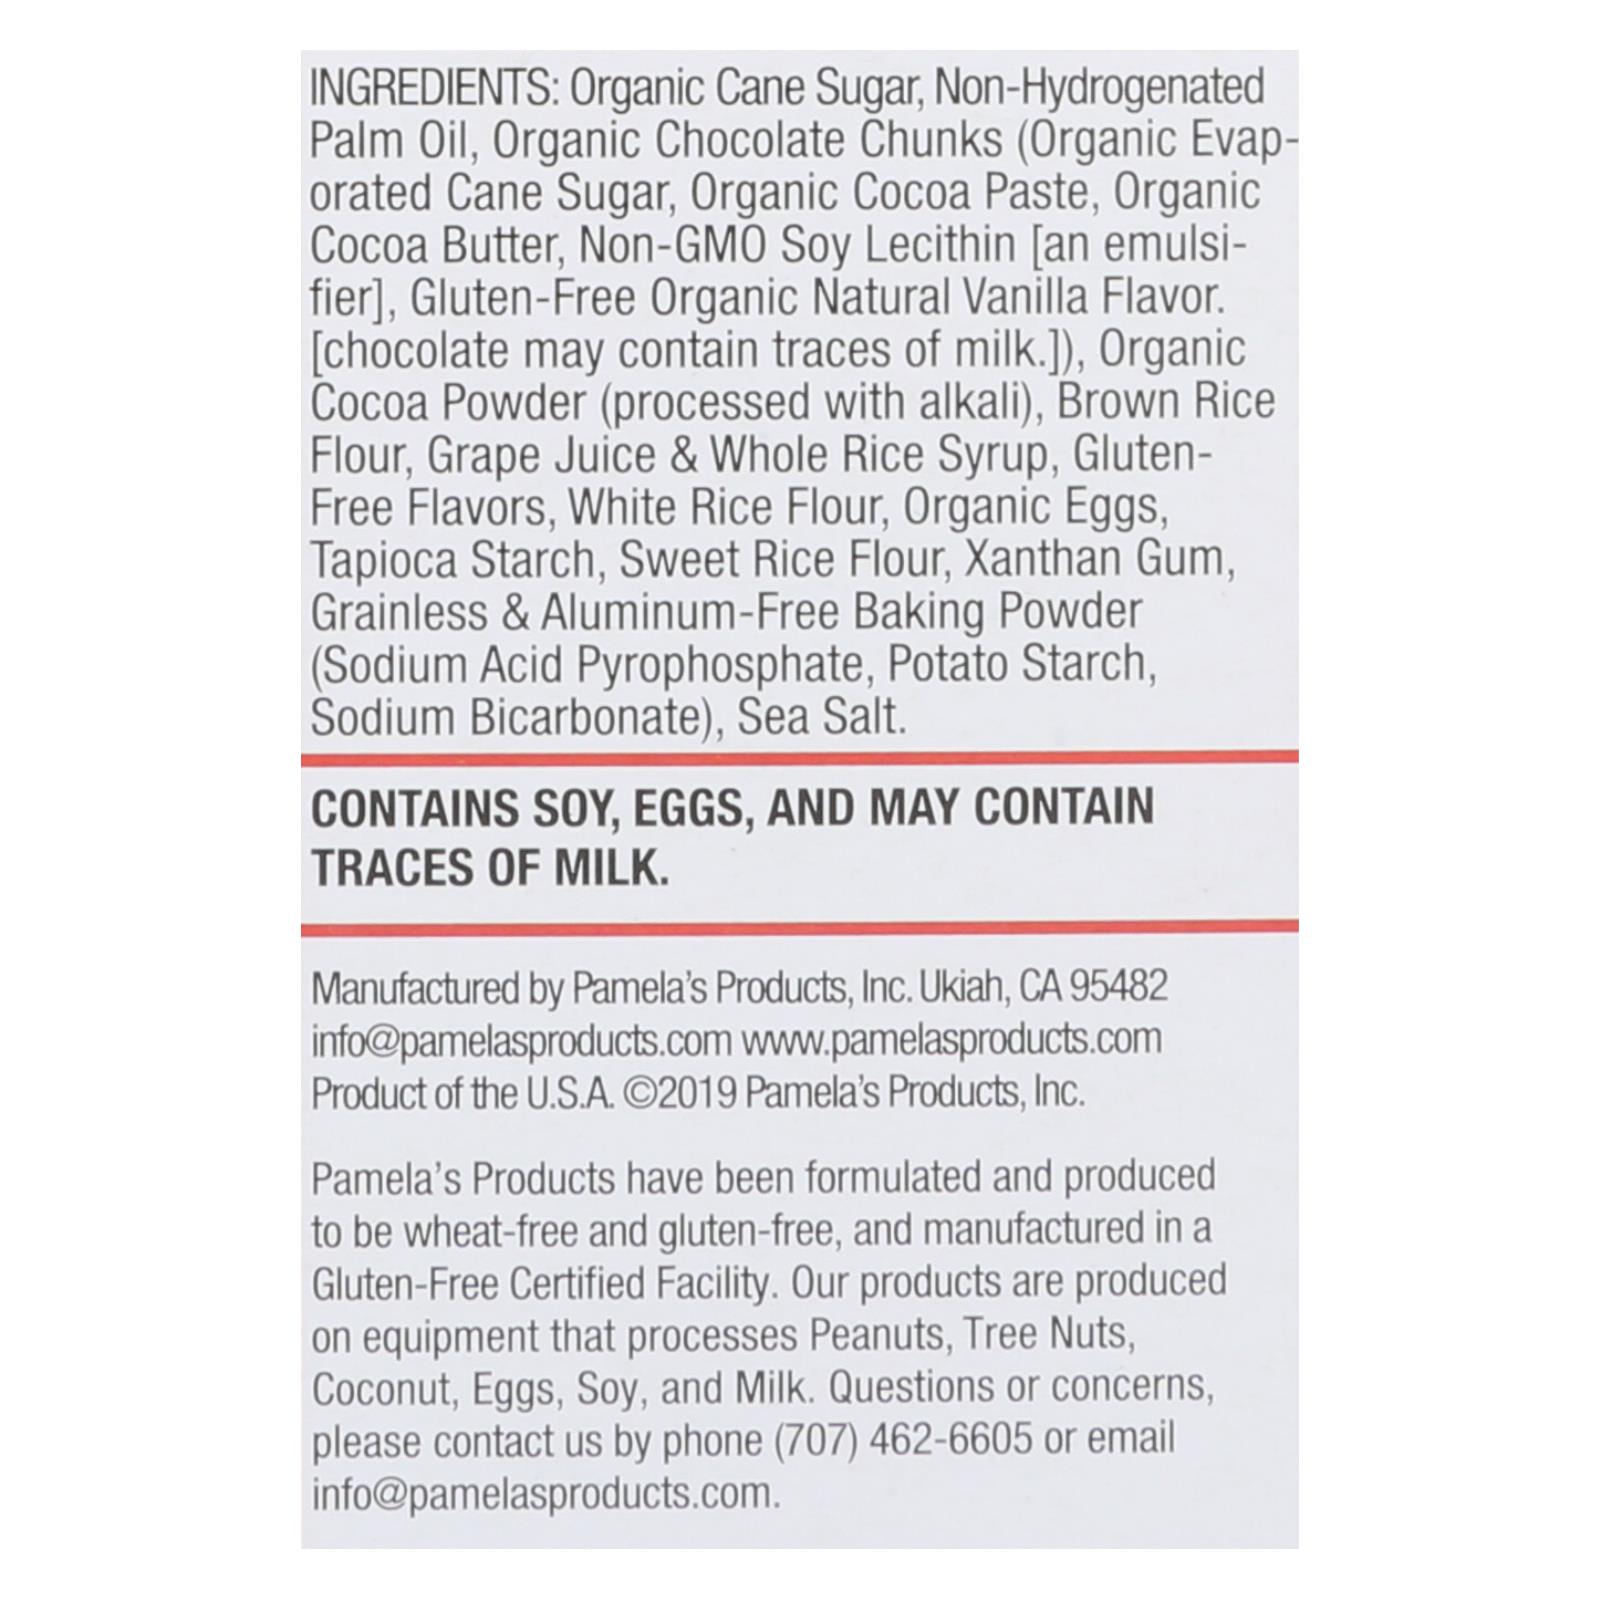 INGREDIENTS: Organic Cane Sugar, Non-Hydrogenated
Palm Oil, Organic Chocolate Chunks (Organic Evap-
orated Cane Sugar, Organic Cocoa Paste, Organic
Cocoa Butter, Non-GMO Soy Lecithin [an emulsi-
fier], Gluten-Free Organic Natural Vanilla Flavor.
[chocolate may contain traces of milk.]), Organic
Cocoa Powder (processed with alkali), Brown Rice
Flour, Grape Juice & Whole Rice Syrup, Gluten-
Free Flavors, White Rice Flour, Organic Eggs,
Tapioca Starch, Sweet Rice Flour, Xanthan Gum,
Grainless & Aluminum-Free Baking Powder
(Sodium Acid Pyrophosphate, Potato Starch,
Sodium Bicarbonate), Sea Salt.
CONTAINS SOY, EGGS, AND MAY CONTAIN
TRACES OF MILK.
Manufactured by Pamela's Products, Inc. Ukiah, CA 95482
info@pamelasproducts.com www.pamelasproducts.com
Product of the U.S.A. ©2019 Pamela's Products, Inc.
Pamela's Products have been formulated and produced
to be wheat-free and gluten-free, and manufactured in a
Gluten-Free Certified Facility. Our products are produced
on equipment that processes Peanuts, Tree Nuts,
Coconut, Eggs, Soy, and Milk. Questions or concerns,
please contact us by phone (707) 462-6605 or email
info@pamelasproducts.com.